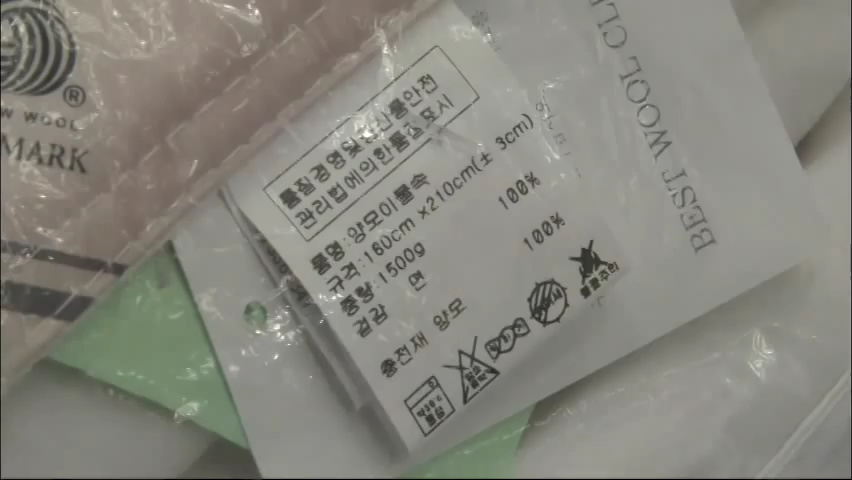 W WOOL
MARK
BEST WOOL
품질경영및공산품안전
관리법에의한품질표시
품명:양모이불속
규격:160cm ×210cm(± 3cm)
중량:1500g
겉감 면 100%
충전재 양모 100%